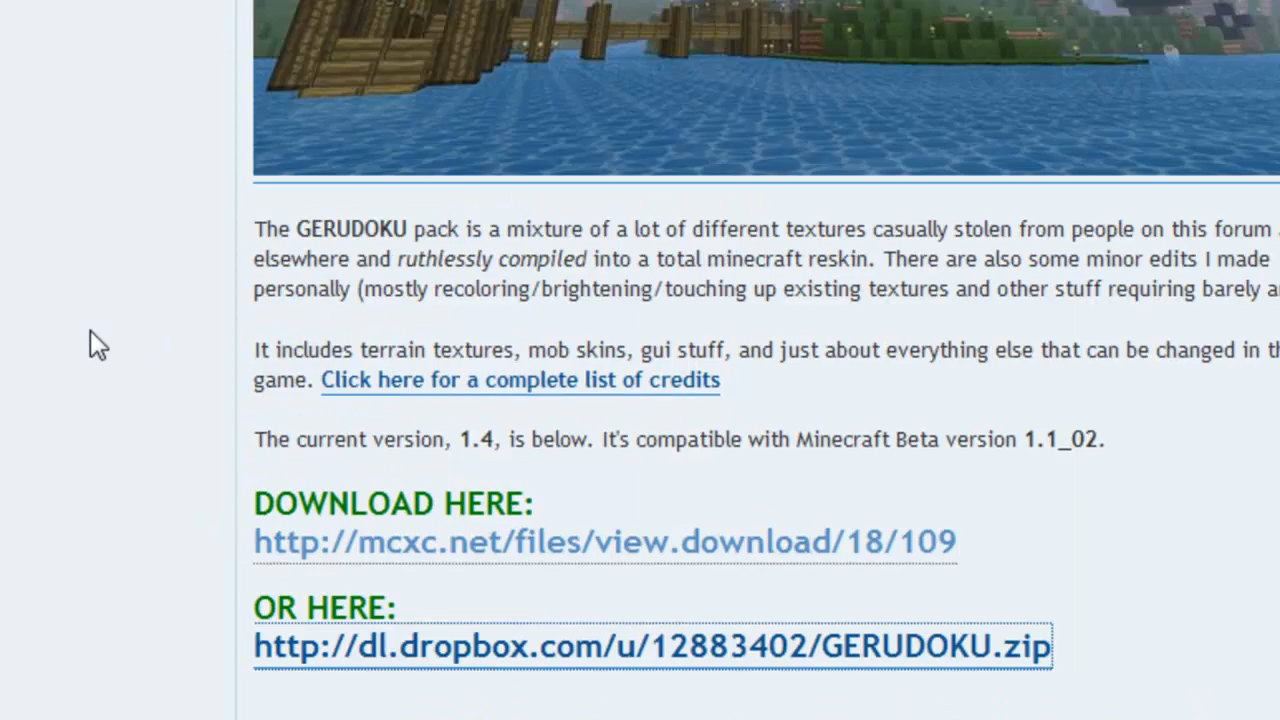 The GERUDOKU pack is a mixture of a lot of different textures casually stolen from people on this forum
elsewhere and ruthlessly compiled into a total minecraft reskin. There are also some minor edits I made
personally (mostly recoloring/brightening/touching up existing textures and other stuff requiring barely
It includes terrain textures, mob skins, gui stuff, and just about everything else that can be changed in
game. Click here for a complete list of credits
The current version, 1.4, is below. It's compatible with Minecraft Beta version 1.1_02.
DOWNLOAD HERE:
http://mcxc.net/files/view.download/18/109
OR HERE:
http://dl.dropbox.com/u/12883402/GERUDOKU.zip